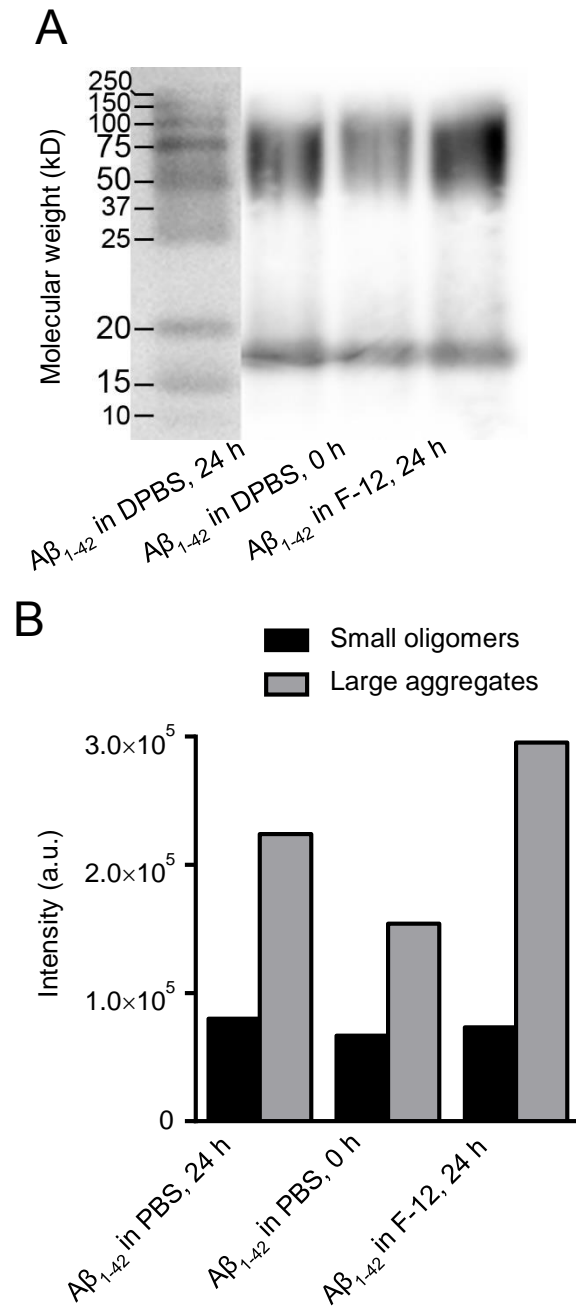 A
Molecular weight (kD)
250
150
100
75
50
37
25
20
15
10
Aβ1-42 in DPBS, 24 h
Aβ1-42 in DPBS, 0 h
Aβ1-42 in F-12, 24 h
B
Small oligomers
Large aggregates
Intensity (a.u.)
3.0×10^5
2.0×10^5
1.0×10^5
0
Aβ1-42 in PBS, 24 h
Aβ1-42 in PBS, 0 h
Aβ1-42 in F-12, 24 h